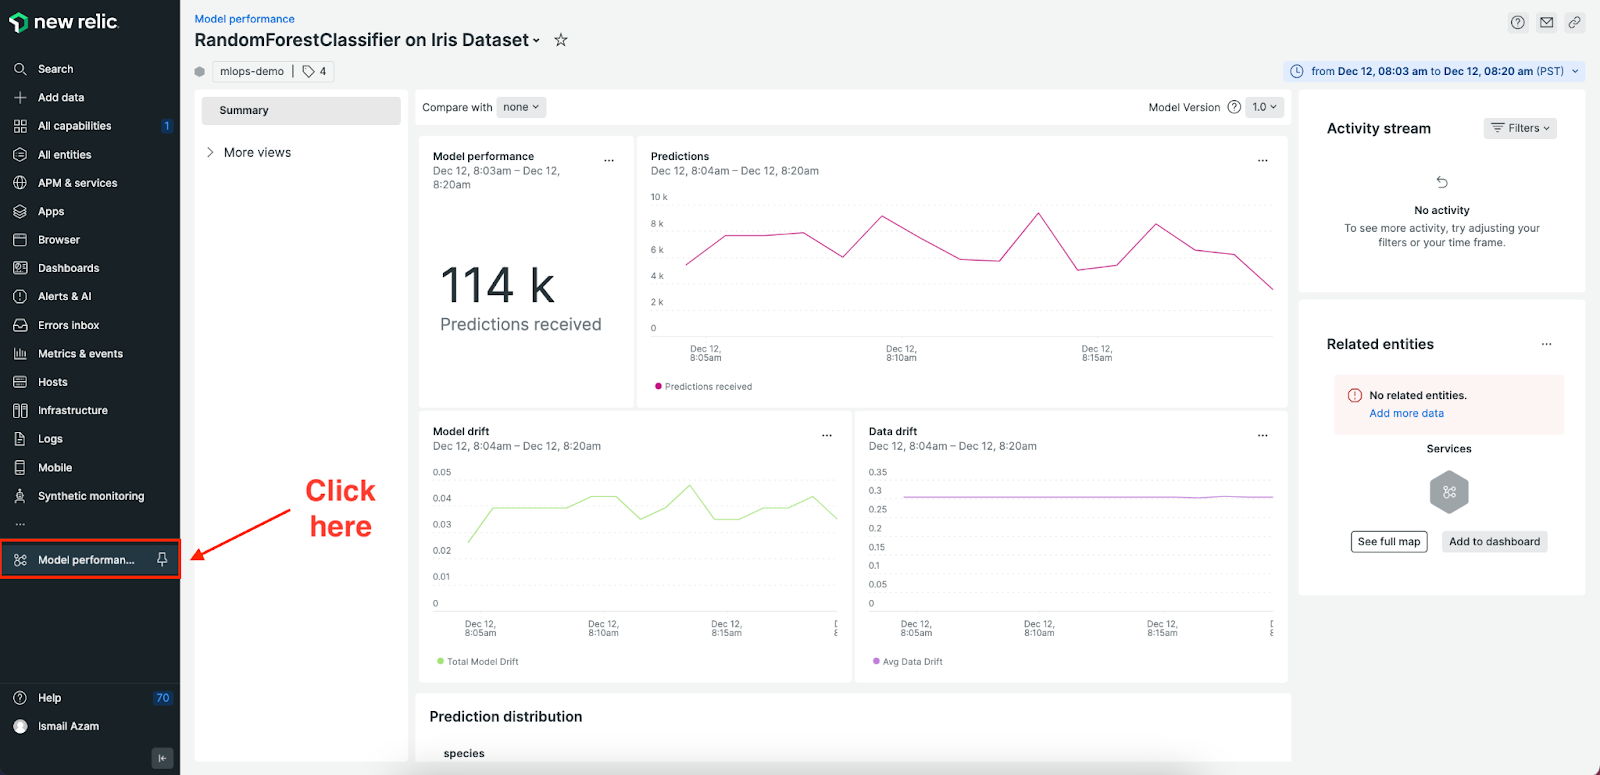 new relic.
Search
Add data
All capabilities 1
All entities
APM & services
Apps
Browser
Dashboards
Alerts & AI
Errors inbox
Metrics & events
Hosts
Infrastructure
Logs
Mobile
Synthetic monitoring
...
Model performan...
Help 70
Ismail Azam
Click
here
Model performance
RandomForestClassifier on Iris Dataset
mlops-demo | 4
from Dec 12, 08:03 am to Dec 12, 08:20 am (PST)
Summary
More views
Compare with none
Model Version 1.0
Model performance
Dec 12, 8:03am – Dec 12,
8:20am
114 k
Predictions received
Predictions
Dec 12, 8:04am – Dec 12, 8:20am
10 k
8 k
6 k
4 k
2 k
0
Dec 12,
8:05am
Dec 12,
8:10am
Dec 12,
8:15am
Predictions received
Model drift
Dec 12, 8:04am – Dec 12, 8:20am
0.05
0.04
0.03
0.02
0.01
0
Dec 12,
8:05am
Dec 12,
8:10am
Dec 12,
8:15am
Total Model Drift
Data drift
Dec 12, 8:04am – Dec 12, 8:20am
0.35
0.3
0.25
0.2
0.15
0.1
0.05
0
Dec 12,
8:05am
Dec 12,
8:10am
Dec 12,
8:15am
Avg Data Drift
Prediction distribution
species
Activity stream
Filters
No activity
To see more activity, try adjusting your
filters or your time frame.
Related entities
No related entities.
Add more data
Services
See full map
Add to dashboard